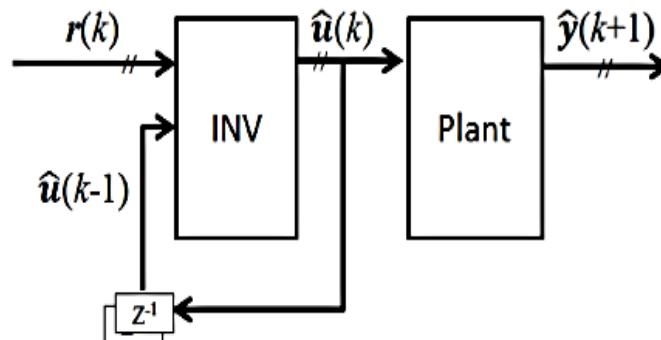 r(k)
û(k)
ŷ(k+1)
INV
Plant
û(k-1)
Z⁻¹